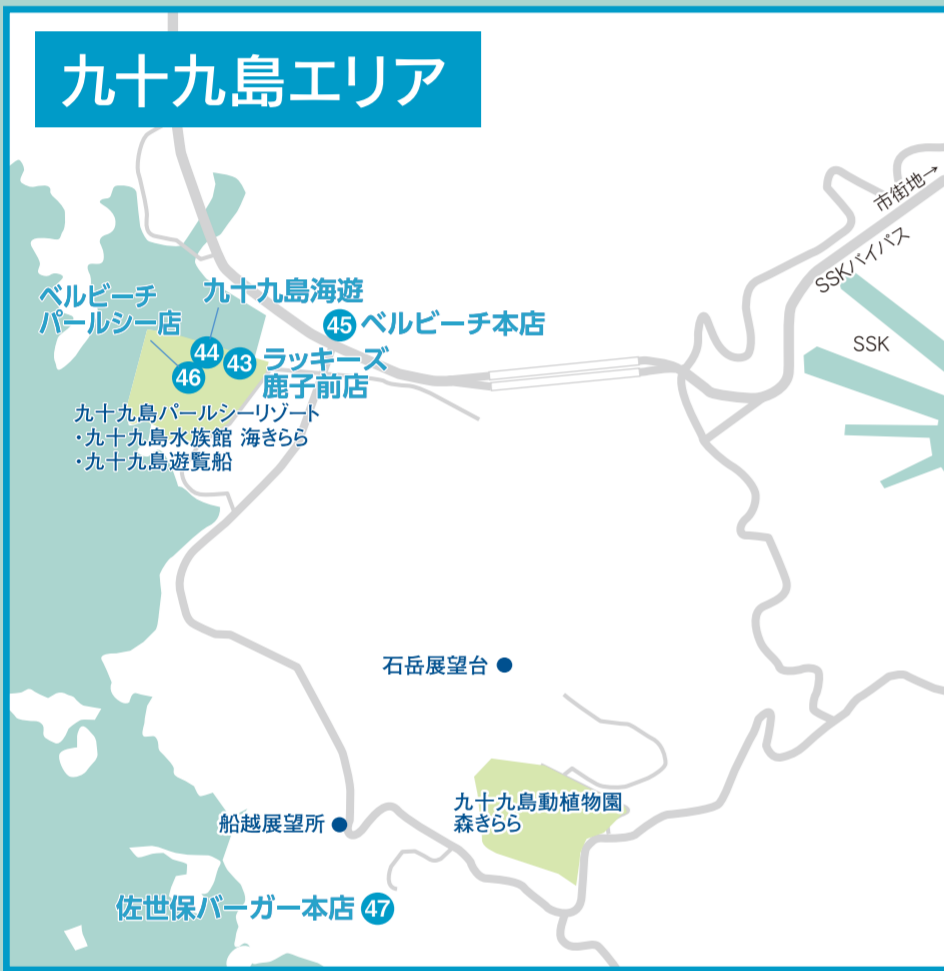 九十九島エリア
市街地→
SSKバイパス
SSK
ベルビーチ
パールシー店
九十九島海遊
45 ベルビーチ本店
44
43 ラッキーズ
鹿子前店
46
九十九島パールシーリゾート
・九十九島水族館 海きらら
・九十九島遊覧船
石岳展望台
九十九島動植物園
森きらら
船越展望所
佐世保バーガー本店 47